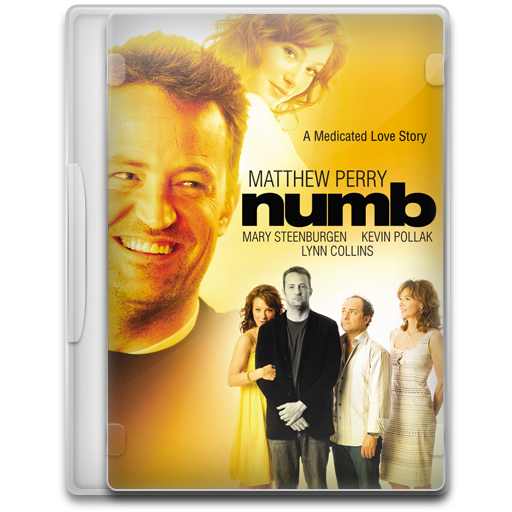 A Medicated Love Story
MATTHEW PERRY
numb
MARY STEENBURGEN KEVIN POLLAK
LYNN COLLINS